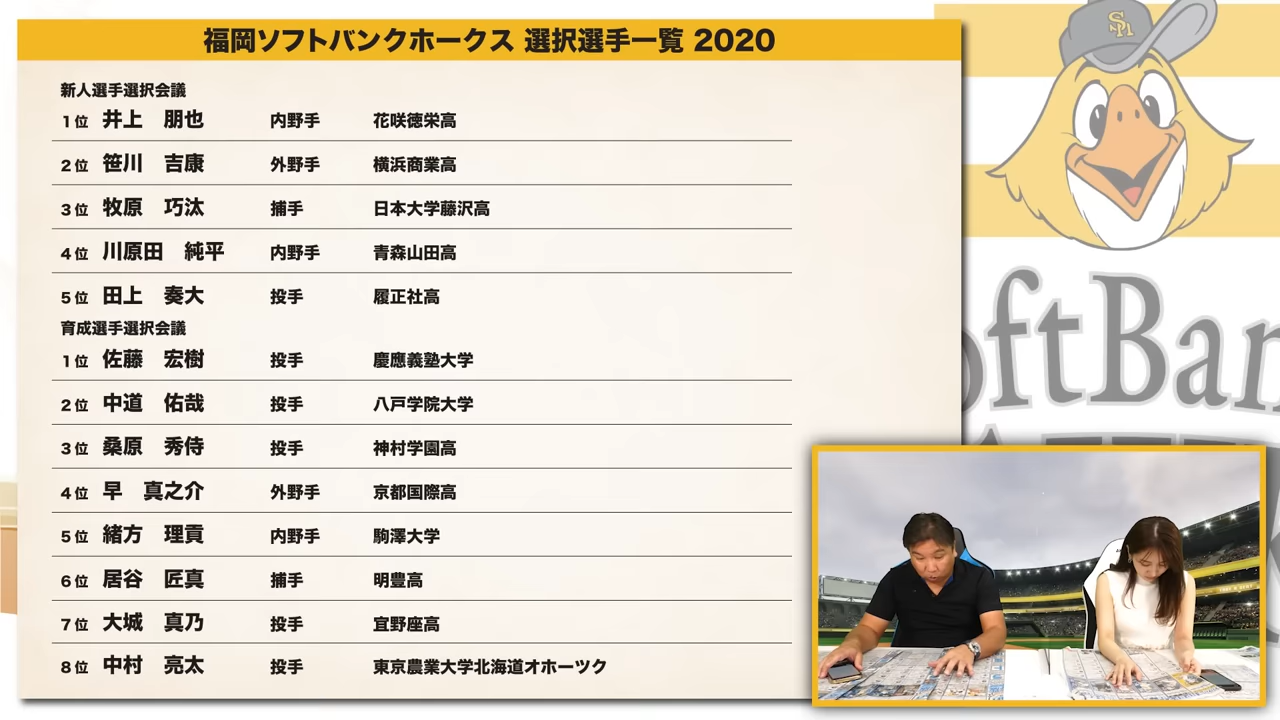 福岡ソフトバンクホークス 選択選手一覧 2020
新人選手選択会議
1位 井上 朋也 内野手 花咲徳栄高
2位 笹川 吉康 外野手 横浜商業高
3位 牧原 巧汰 捕手 日本大学藤沢高
4位 川原田 純平 内野手 青森山田高
5位 田上 奏大 投手 履正社高
育成選手選択会議
1位 佐藤 宏樹 投手 慶應義塾大学
2位 中道 佑哉 投手 八戸学院大学
3位 桑原 秀侍 投手 神村学園高
4位 早 真之介 外野手 京都国際高
5位 緒方 理貢 内野手 駒澤大学
6位 居谷 匠真 捕手 明豊高
7位 大城 真乃 投手 宜野座高
8位 中村 亮太 投手 東京農業大学北海道オホーツク
SH
oftBan